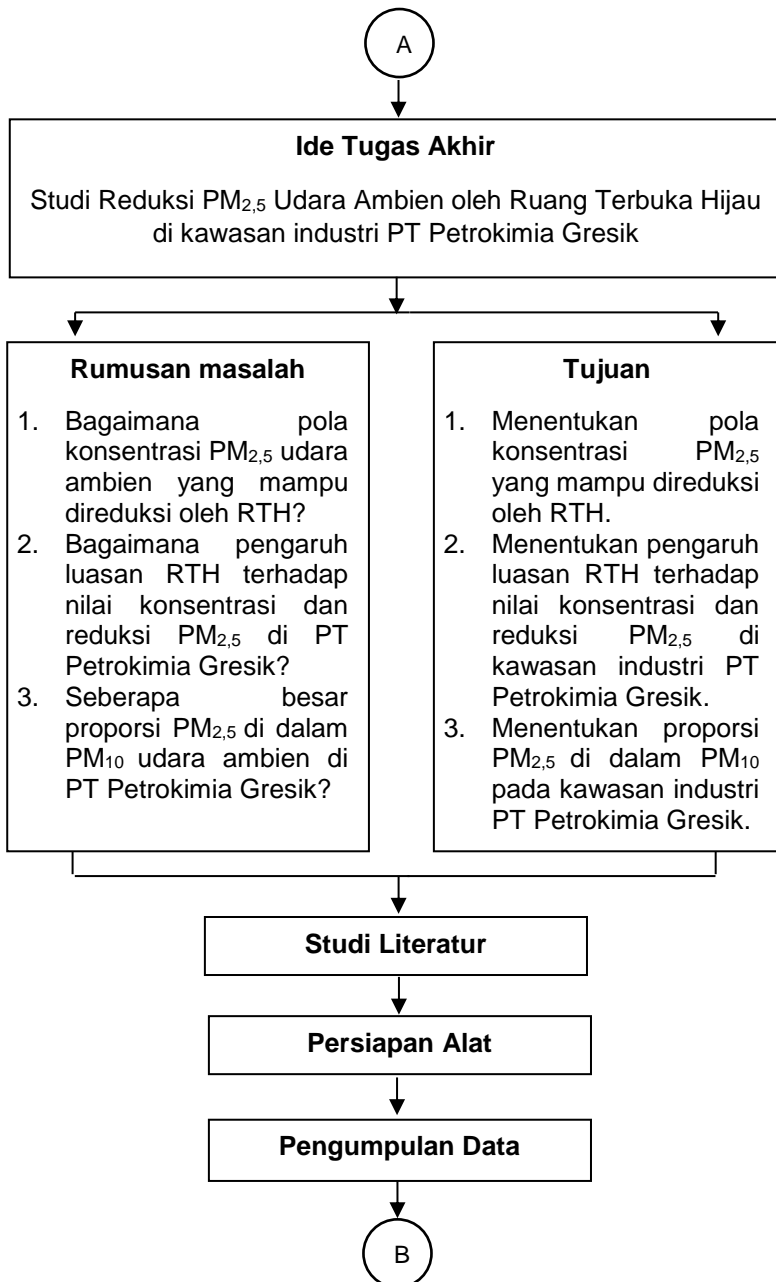 A
Ide Tugas Akhir
Studi Reduksi PM2,5 Udara Ambien oleh Ruang Terbuka Hijau
di kawasan industri PT Petrokimia Gresik
Rumusan masalah
1. Bagaimana pola
konsentrasi PM2,5 udara
ambien yang mampu
direduksi oleh RTH?
2. Bagaimana pengaruh
luasan RTH terhadap
nilai konsentrasi dan
reduksi PM2,5 di PT
Petrokimia Gresik?
3. Seberapa besar
proporsi PM2,5 di dalam
PM10 udara ambien di
PT Petrokimia Gresik?
Tujuan
1. Menentukan pola
konsentrasi PM2,5
yang mampu direduksi
oleh RTH.
2. Menentukan pengaruh
luasan RTH terhadap
nilai konsentrasi dan
reduksi PM2,5 di
kawasan industri PT
Petrokimia Gresik.
3. Menentukan proporsi
PM2,5 di dalam PM10
pada kawasan industri
PT Petrokimia Gresik.
Studi Literatur
Persiapan Alat
Pengumpulan Data
B